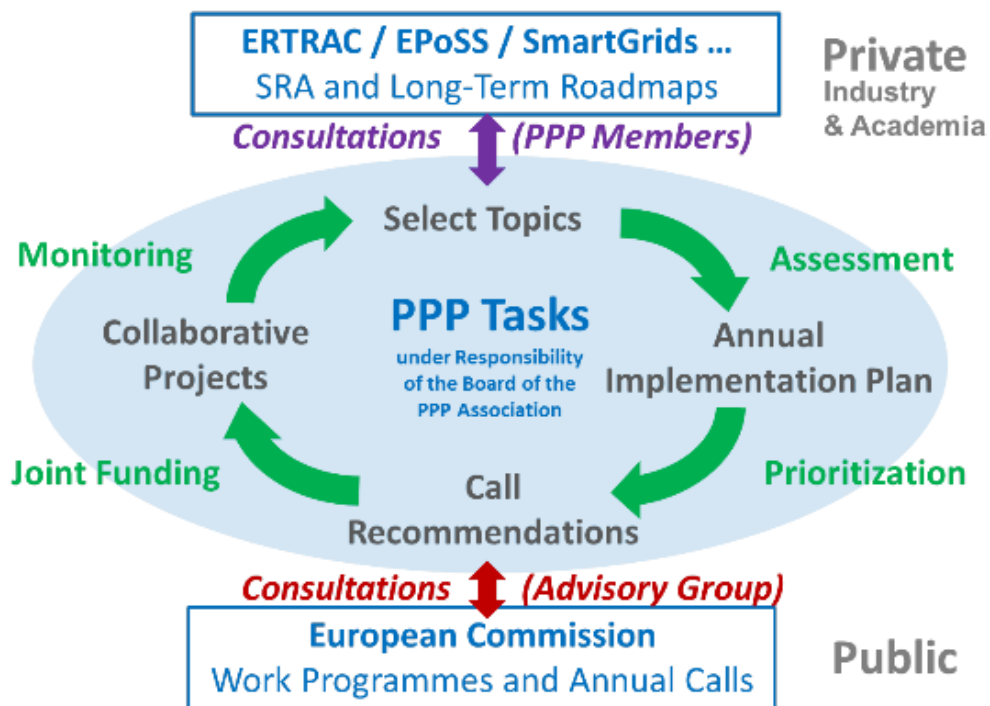 ERTRAC / EPoSS / SmartGrids ...
SRA and Long-Term Roadmaps
Private
Industry
& Academia
Consultations (PPP Members)
Select Topics
Monitoring
Assessment
Collaborative
Projects
PPP Tasks
under Responsibility
of the Board of the
PPP Association
Annual
Implementation Plan
Joint Funding
Prioritization
Call
Recommendations
Consultations (Advisory Group)
European Commission
Work Programmes and Annual Calls
Public